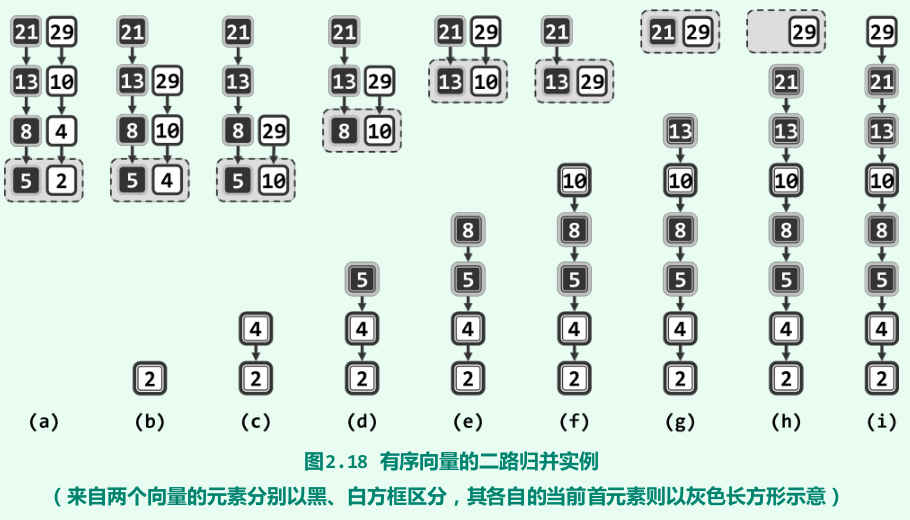 21 29 21 21 21 21 29 21 21 29 29 29
13 10 13 29 13 13 29 13 10 13 29 21 21
8 4 8 10 8 29 8 10 13 13 13
5 2 5 4 5 10 10 10 10 10
8 8 8 8 8
5 5 5 5 5 5
4 4 4 4 4 4 4
2 2 2 2 2 2 2 2
(a) (b) (c) (d) (e) (f) (g) (h) (i)
图2.18 有序向量的二路归并实例
(来自两个向量的元素分别以黑、白方框区分，其各自的当前首元素则以灰色长方形示意)